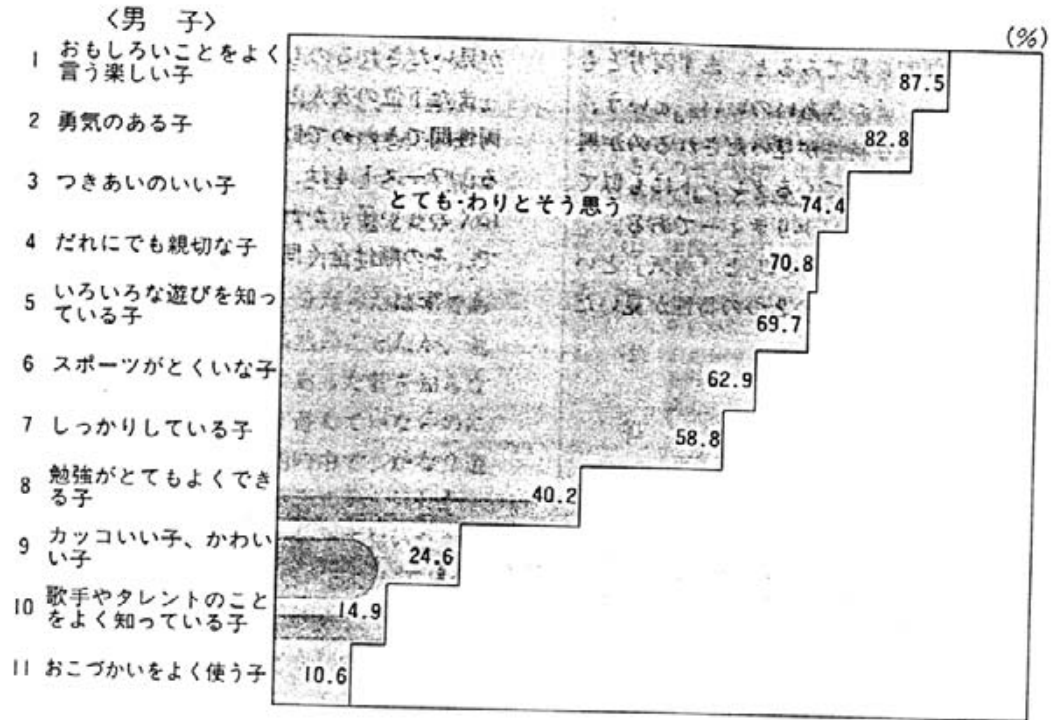 〈男 子〉
(%)
1 おもしろいことをよく
言う楽しい子
87.5
2 勇気のある子
82.8
3 つきあいのいい子
74.4
とても・わりとそう思う
4 だれにでも親切な子
70.8
5 いろいろな遊びを知っ
ている子
69.7
6 スポーツがとくいな子
62.9
7 しっかりしている子
58.8
8 勉強がとてもよくでき
る子
40.2
9 カッコいい子、かわい
い子
24.6
10 歌手やタレントのこと
をよく知っている子
14.9
11 おこづかいをよく使う子
10.6